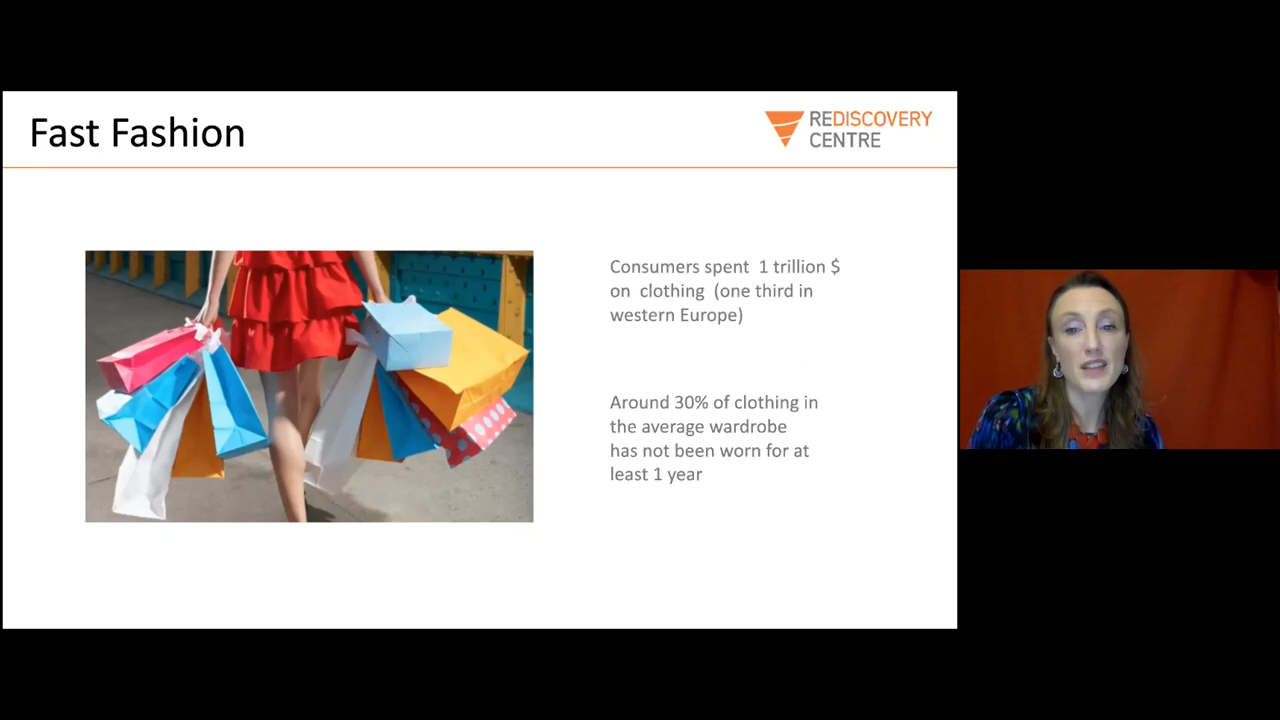 Fast Fashion
REDISCOVERY
CENTRE
Consumers spent  1 trillion $
on  clothing  (one third in
western Europe)
Around 30% of clothing in
the average wardrobe
has not been worn for at
least 1 year